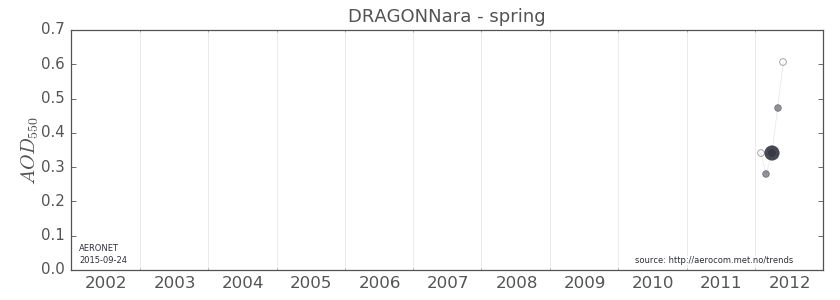 DRAGONNara - spring
0.7
0.6
0.5
0.4
0.3
0.2
0.1
0.0
AOD550
AERONET
2015-09-24
source: http://aerocom.met.no/trends
2002 2003 2004 2005 2006 2007 2008 2009 2010 2011 2012